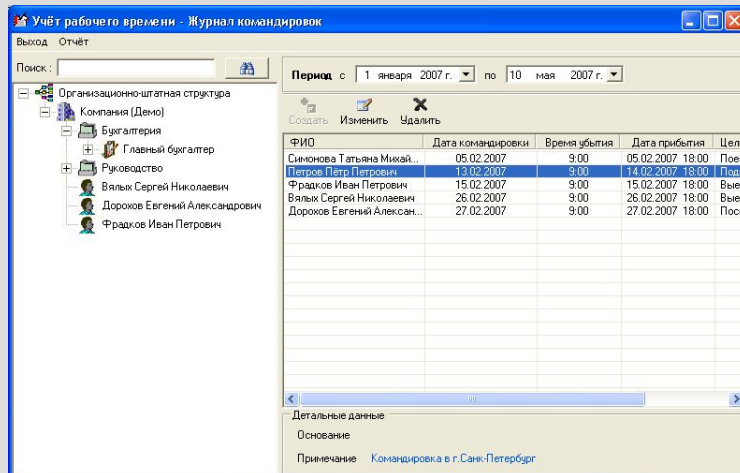 Учёт рабочего времени - Журнал командировок
Выход Отчёт
Поиск :
Период с 1 января 2007 г. по 10 мая 2007 г.
Организационно-штатная структура
Компания (Демо)
Бухгалтерия
Главный бухгалтер
Руководство
Вялых Сергей Николаевич
Дорохов Евгений Александрович
Фрадков Иван Петрович
Создать Изменить Удалить
ФИО Дата командировки Время убытия Дата прибытия Цел
Симонова Татьяна Михай... 05.02.2007 9:00 05.02.2007 18:00 Пое
Петров Пётр Петрович 13.02.2007 9:00 14.02.2007 18:00 Под
Фрадков Иван Петрович 15.02.2007 9:00 15.02.2007 18:00 Вые
Вялых Сергей Николаевич 26.02.2007 9:00 26.02.2007 18:00 Вые
Дорохов Евгений Алексан... 27.02.2007 9:00 27.02.2007 18:00 Пос
Детальные данные
Основание
Примечание Командировка в г.Санк-Петербург